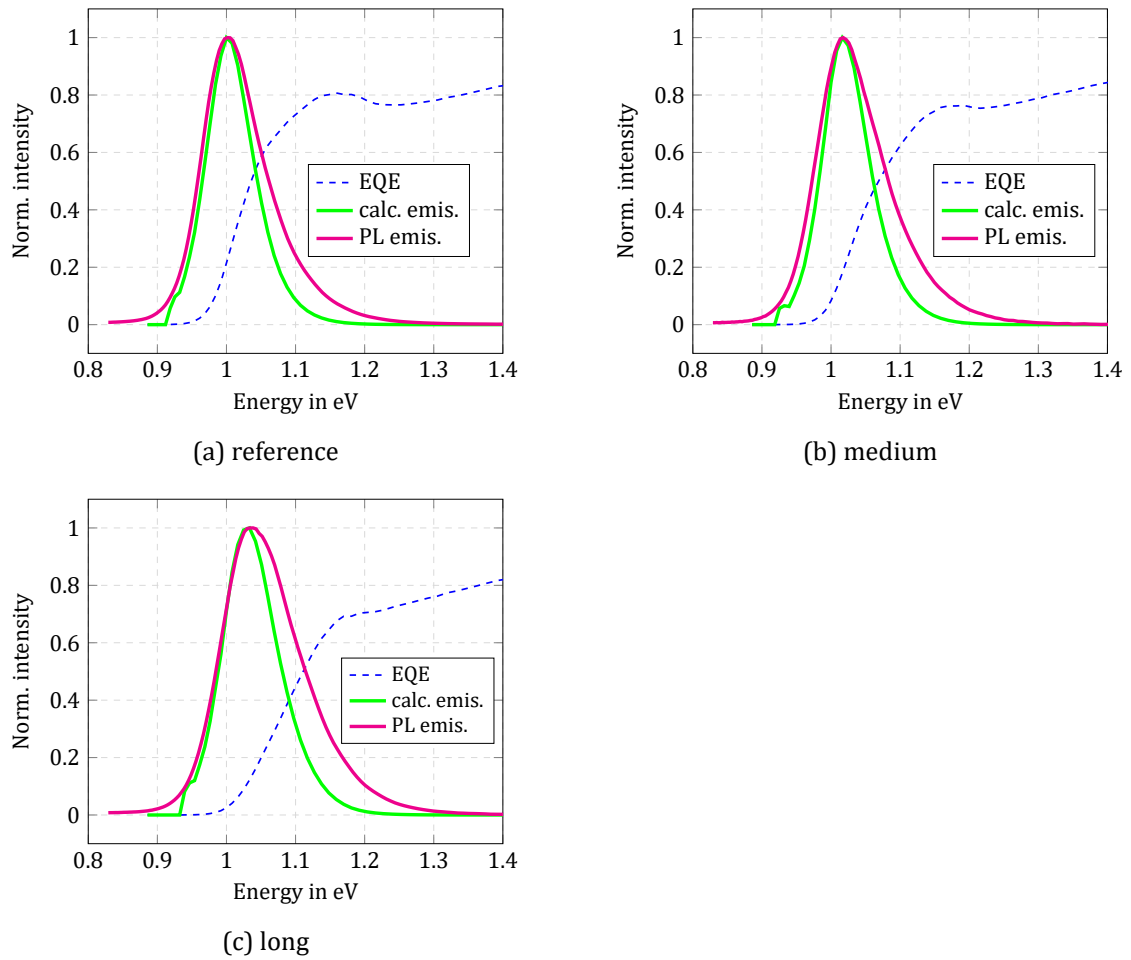 1
0.8
0.6
0.4
0.2
0
Norm. intensity
EQE
calc. emis.
PL emis.
0.8 0.9 1 1.1 1.2 1.3 1.4
Energy in eV
(a) reference
1
0.8
0.6
0.4
0.2
0
Norm. intensity
EQE
calc. emis.
PL emis.
0.8 0.9 1 1.1 1.2 1.3 1.4
Energy in eV
(b) medium
1
0.8
0.6
0.4
0.2
0
Norm. intensity
EQE
calc. emis.
PL emis.
0.8 0.9 1 1.1 1.2 1.3 1.4
Energy in eV
(c) long